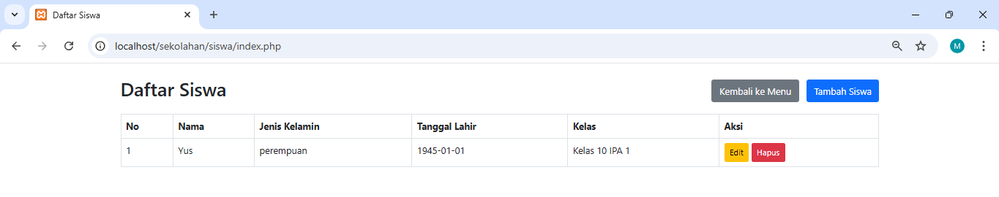 Daftar Siswa
localhost/sekolahan/siswa/index.php
M
Daftar Siswa
Kembali ke Menu Tambah Siswa
No Nama Jenis Kelamin Tanggal Lahir Kelas Aksi
1 Yus perempuan 1945-01-01 Kelas 10 IPA 1 Edit Hapus